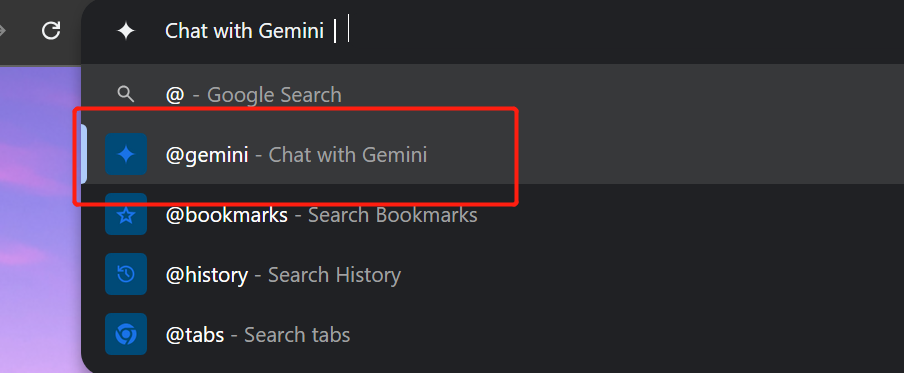 Chat with Gemini |
@ - Google Search
@gemini - Chat with Gemini
@bookmarks - Search Bookmarks
@history - Search History
@tabs - Search tabs